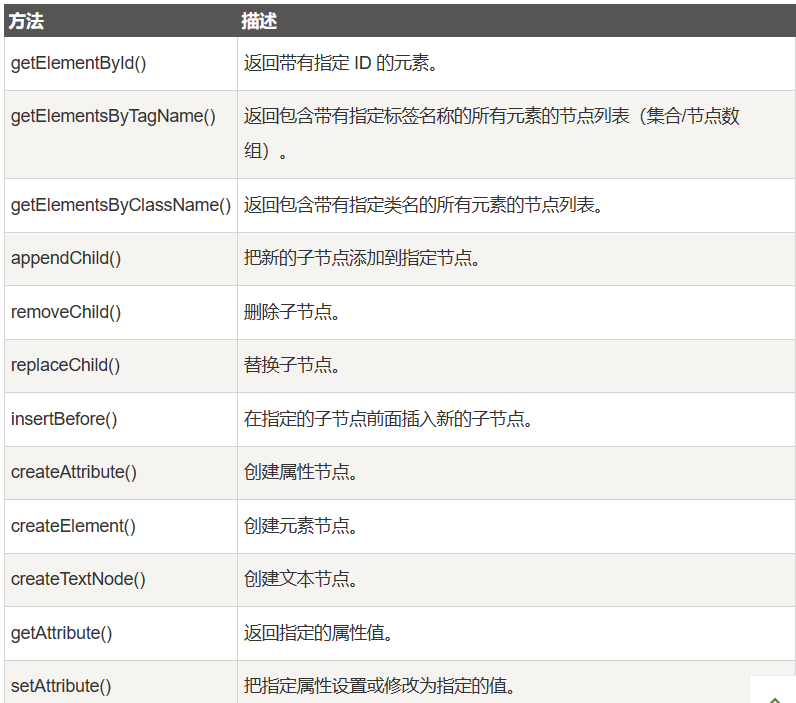 方法 描述
getElementById() 返回带有指定 ID 的元素。
getElementsByTagName() 返回包含带有指定标签名称的所有元素的节点列表（集合/节点数
组）。
getElementsByClassName() 返回包含带有指定类名的所有元素的节点列表。
appendChild() 把新的子节点添加到指定节点。
removeChild() 删除子节点。
replaceChild() 替换子节点。
insertBefore() 在指定的子节点前面插入新的子节点。
createAttribute() 创建属性节点。
createElement() 创建元素节点。
createTextNode() 创建文本节点。
getAttribute() 返回指定的属性值。
setAttribute() 把指定属性设置或修改为指定的值。